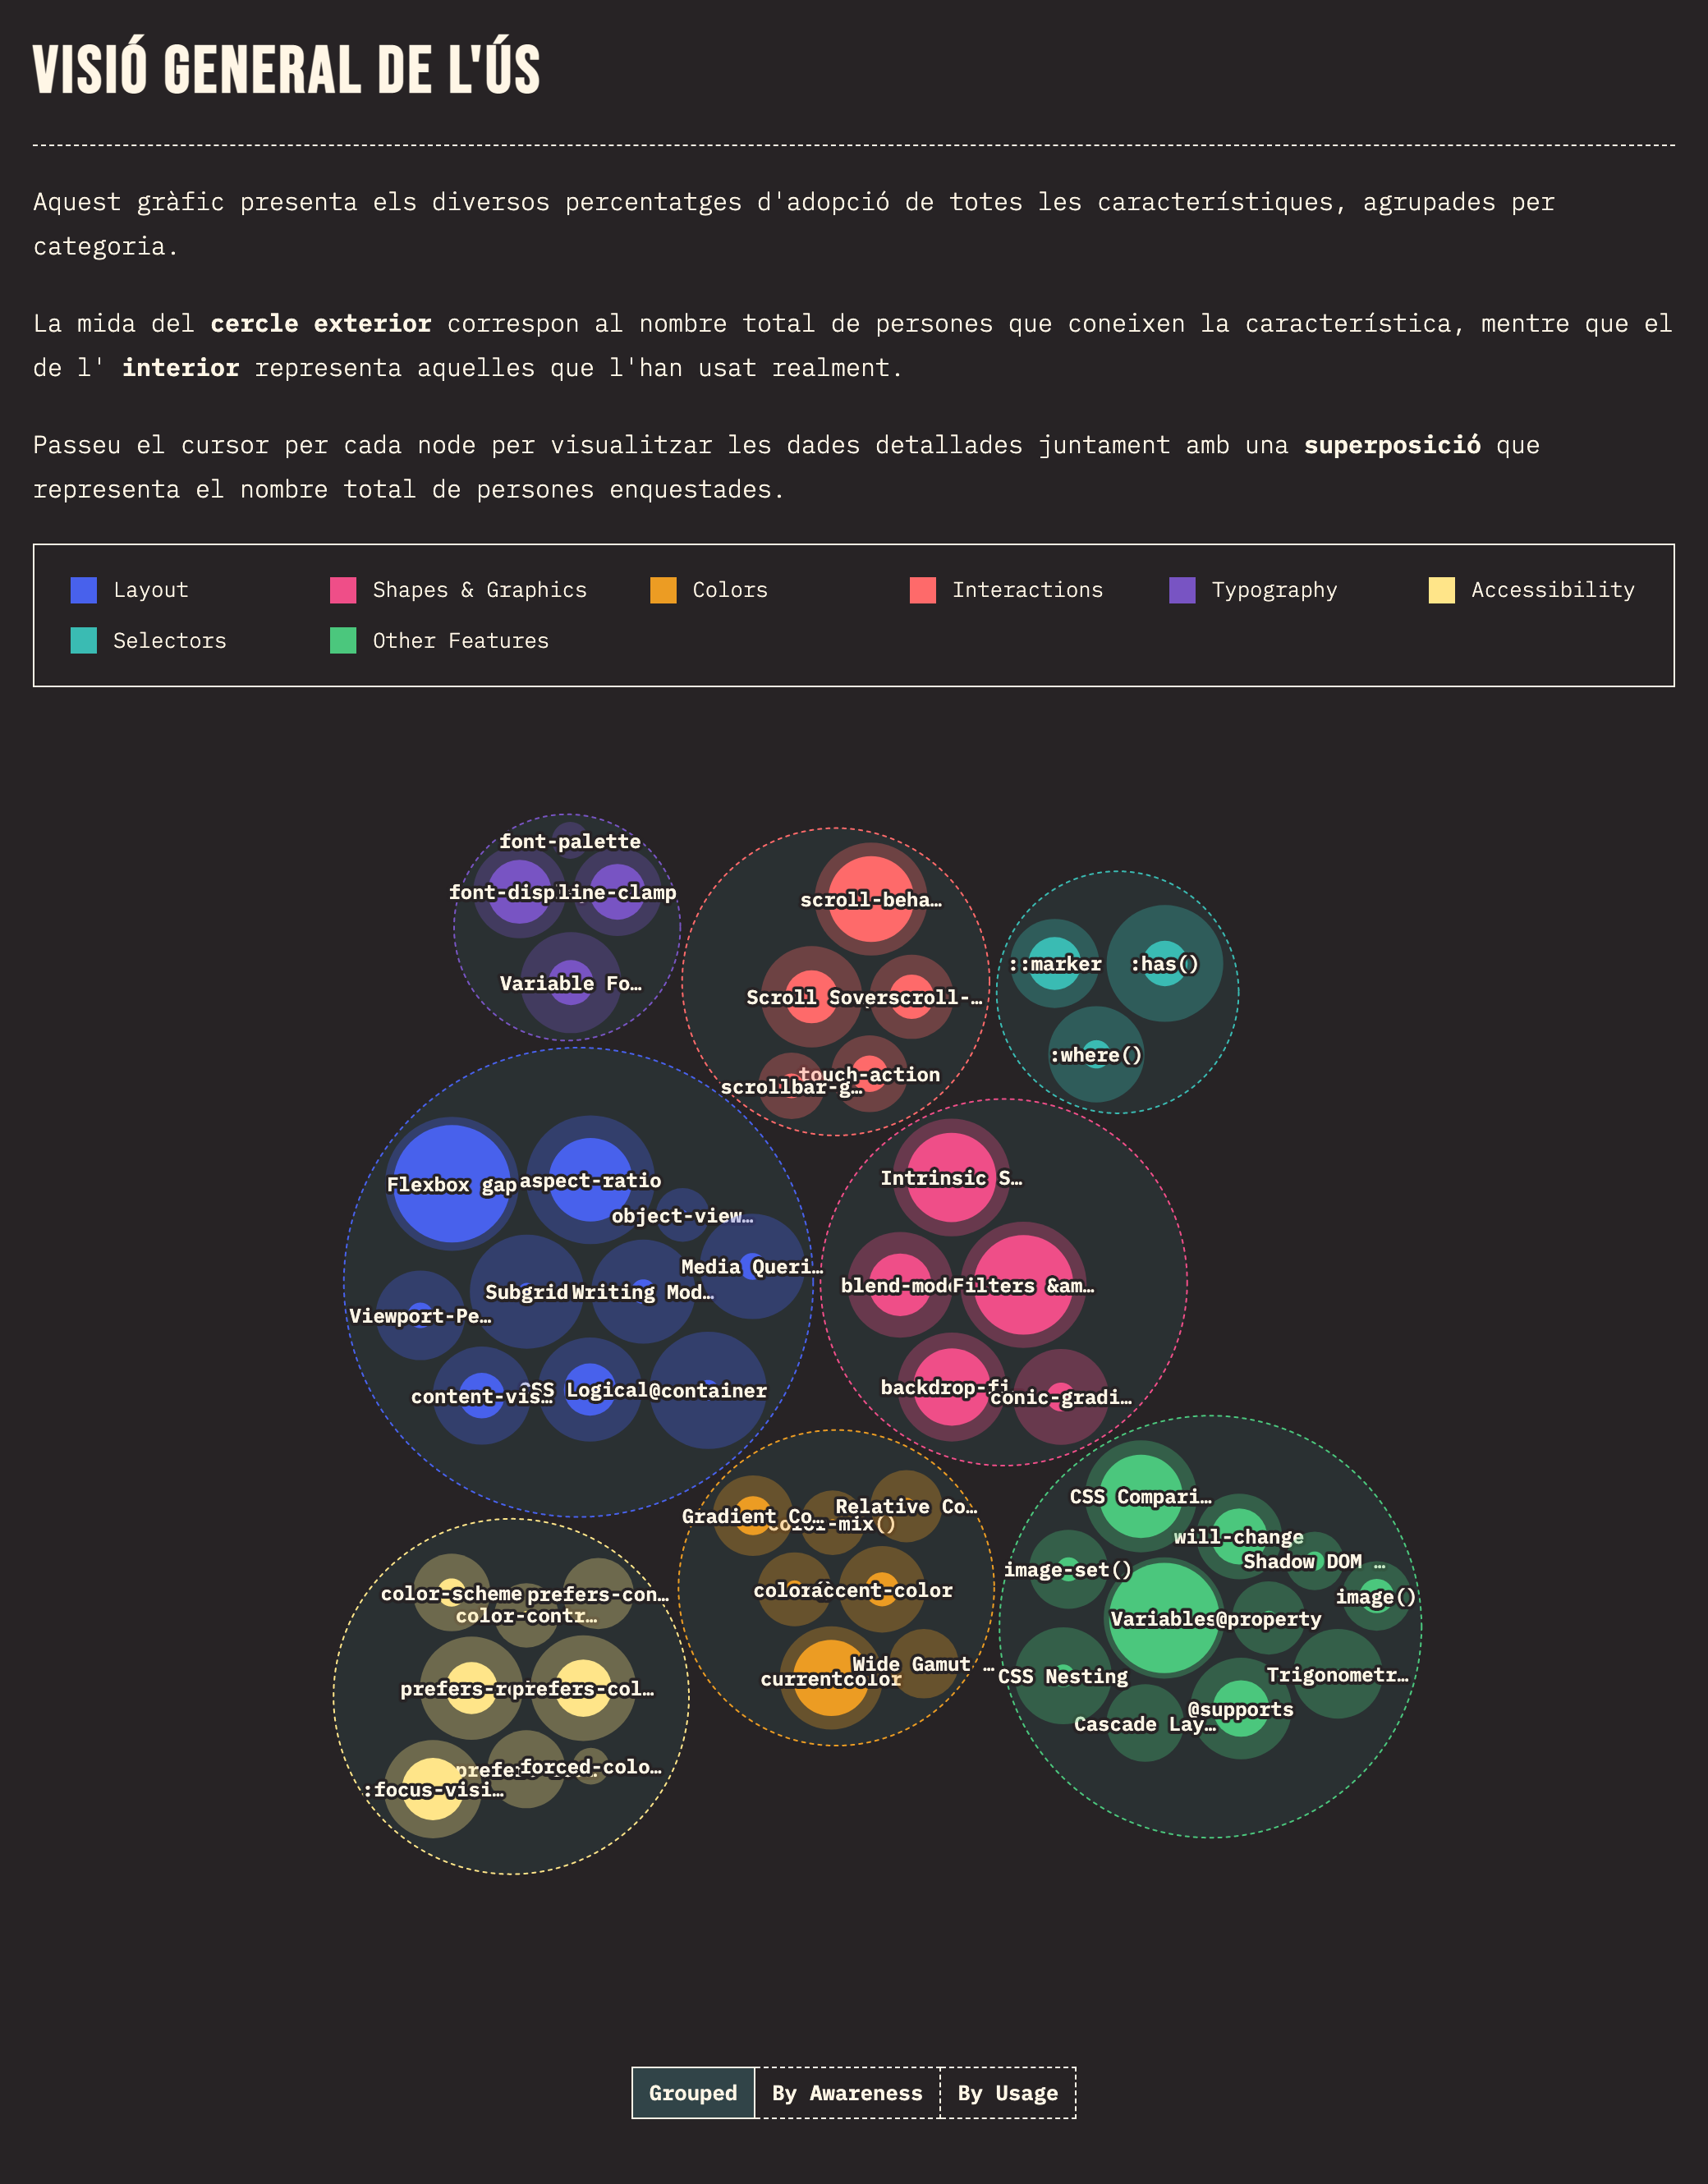 VISIÓ GENERAL DE L'ÚS
Aquest gràfic presenta els diversos percentatges d'adopció de totes les característiques, agrupades per
categoria.
La mida del cercle exterior correspon al nombre total de persones que coneixen la característica, mentre que el
de l' interior representa aquelles que l'han usat realment.
Passeu el cursor per cada node per visualitzar les dades detallades juntament amb una superposició que
representa el nombre total de persones enquestades.
Layout
Shapes & Graphics
Colors
Interactions
Typography
Accessibility
Selectors
Other Features
font-palette
font-disp
line-clamp
Variable Fo…
scroll-beha…
Scroll S
overscroll-…
touch-action
scrollbar-g…
::marker
:has()
:where()
Flexbox gap
aspect-ratio
object-view…
Media Queri…
Subgrid
Writing Mod…
Viewport-Pe…
content-vis…
CSS Logical
@container
Intrinsic S…
blend-mod
Filters &am…
backdrop-fi
conic-gradi…
Gradient Co…
color-mix()
Relative Co…
color(
accent-color
Wide Gamut …
currentcolor
CSS Compari…
will-change
Shadow DOM …
image-set()
image()
Variables
@property
CSS Nesting
Trigonometr…
@supports
Cascade Lay…
color-scheme
prefers-con…
color-contr…
prefers-r
prefers-col…
prefe
forced-colo…
:focus-visi…
Grouped
By Awareness
By Usage